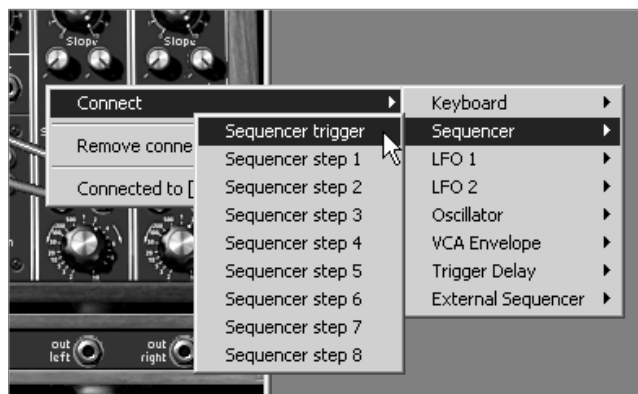 Slope
Slope
Connect
Remove conne
Connected to [
Sequencer trigger
Sequencer step 1
Sequencer step 2
Sequencer step 3
Sequencer step 4
Sequencer step 5
Sequencer step 6
Sequencer step 7
Sequencer step 8
Keyboard
Sequencer
LFO 1
LFO 2
Oscillator
VCA Envelope
Trigger Delay
External Sequencer
out left
out right